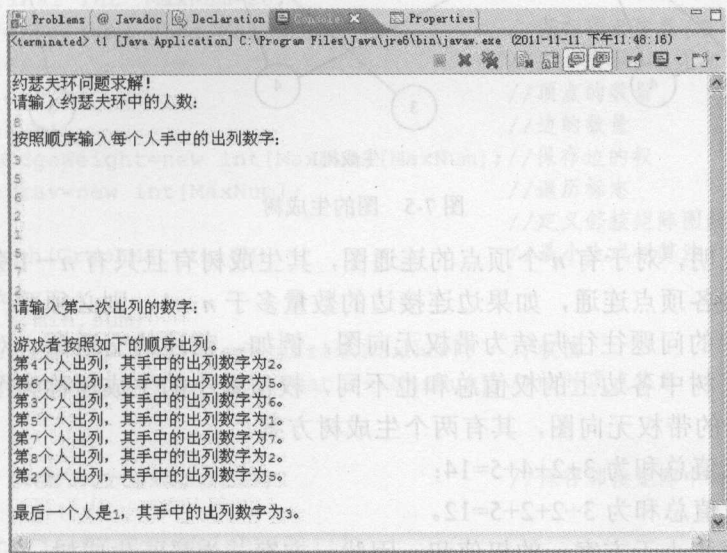 Problems @ Javadoc Declaration Console Properties
<terminated> t1 [Java Application] C:\Program Files\Java\jre6\bin\javaw.exe (2011-11-11 下午11:48:16)
约瑟夫环问题求解!
请输入约瑟夫环中的人数:
8
按照顺序输入每个人手中的出列数字:
3
5
6
2
1
5
7
2
请输入第一次出列的数字:
4
游戏者按照如下的顺序出列。
第4个人出列,其手中的出列数字为2。
第6个人出列,其手中的出列数字为5。
第3个人出列,其手中的出列数字为6。
第5个人出列,其手中的出列数字为1。
第7个人出列,其手中的出列数字为7。
第8个人出列,其手中的出列数字为2。
第2个人出列,其手中的出列数字为5。
最后一个人是1,其手中的出列数字为3。